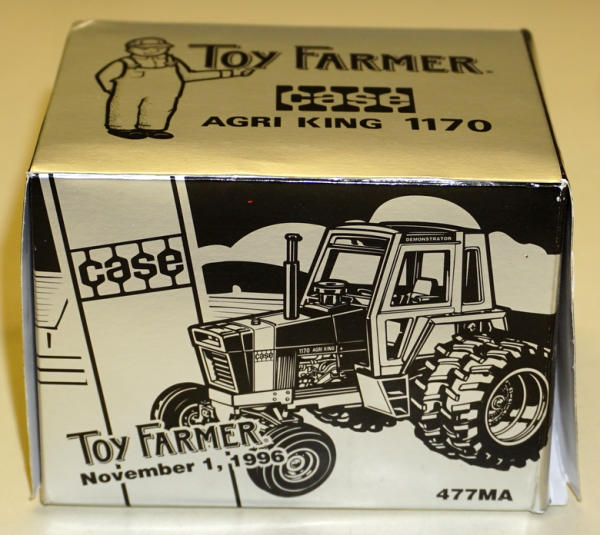 TOY FARMER
case
AGRI KING 1170
case
DEMONSTRATOR
1170 AGRI KING
case
TOY FARMER
November 1, 1996
477MA